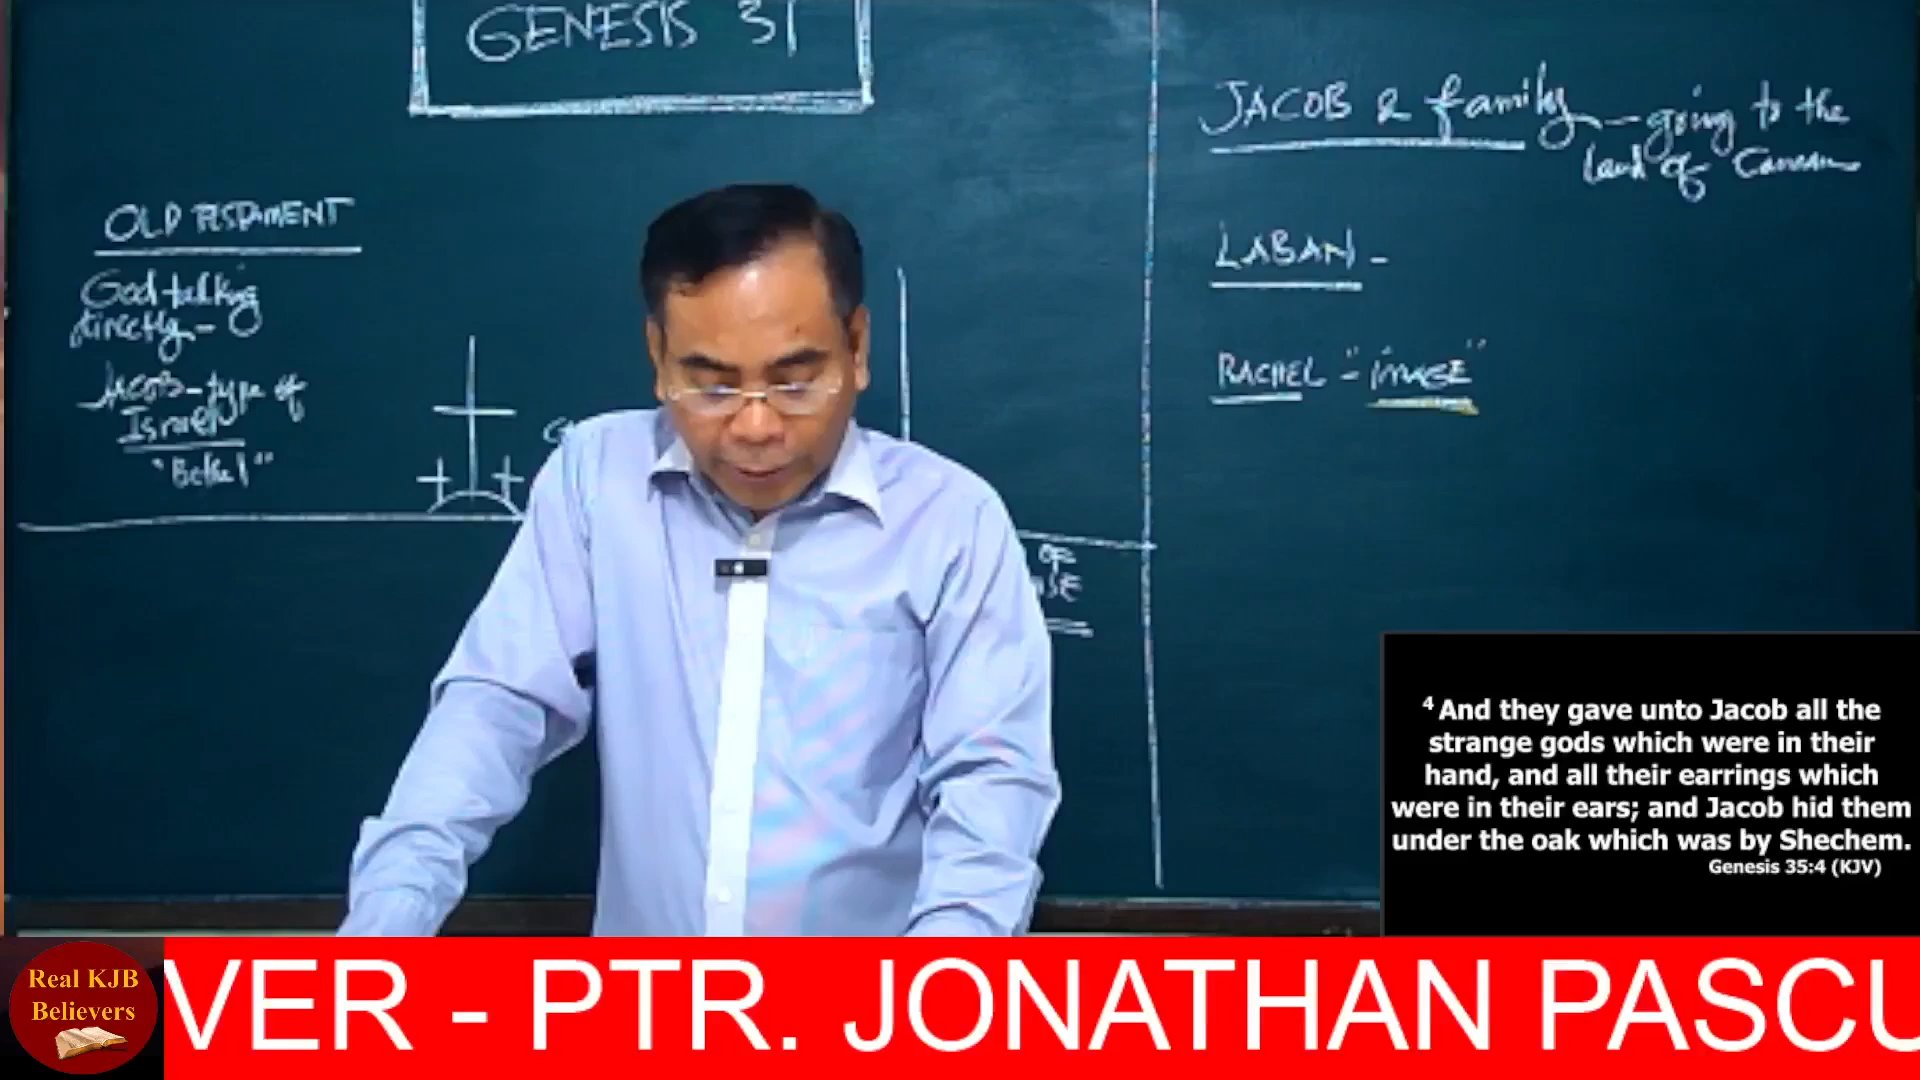 GENESIS 31
OLD TESTAMENT
God talking
directly-
Jacob-type of
Israel
"Bethel"
JACOB & family - going to the
land of Canaan
LABAN -
RACHEL - "IMAGE"
OF
4 And they gave unto Jacob all the
strange gods which were in their
hand, and all their earrings which
were in their ears; and Jacob hid them
under the oak which was by Shechem.
Genesis 35:4 (KJV)
Real KJB
Believers
VER - PTR. JONATHAN PASCU